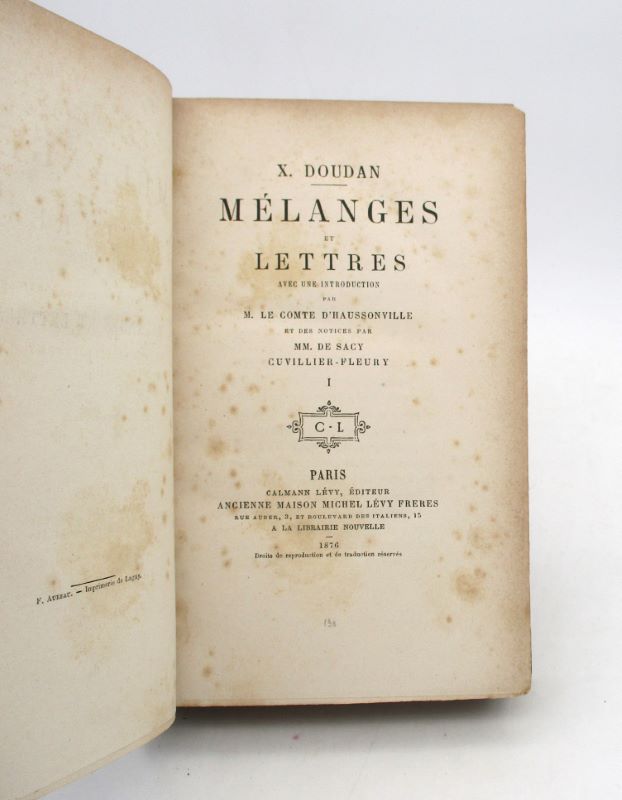 X. DOUDAN
MÉLANGES
ET
LETTRES
AVEC UNE INTRODUCTION
PAR
M. LE COMTE D'HAUSSONVILLE
ET DES NOTICES PAR
MM. DE SACY
CUVILLIER-FLEURY
I
C-L
PARIS
CALMANN LÉVY, ÉDITEUR
ANCIENNE MAISON MICHEL LÉVY FRERES
RUE AUBER, 3, ET BOULEVARD DES ITALIENS, 15
A LA LIBRAIRIE NOUVELLE
1876
Droits de reproduction et de traduction réservés
F. AUREAU. — Imprimerie de Lagny.